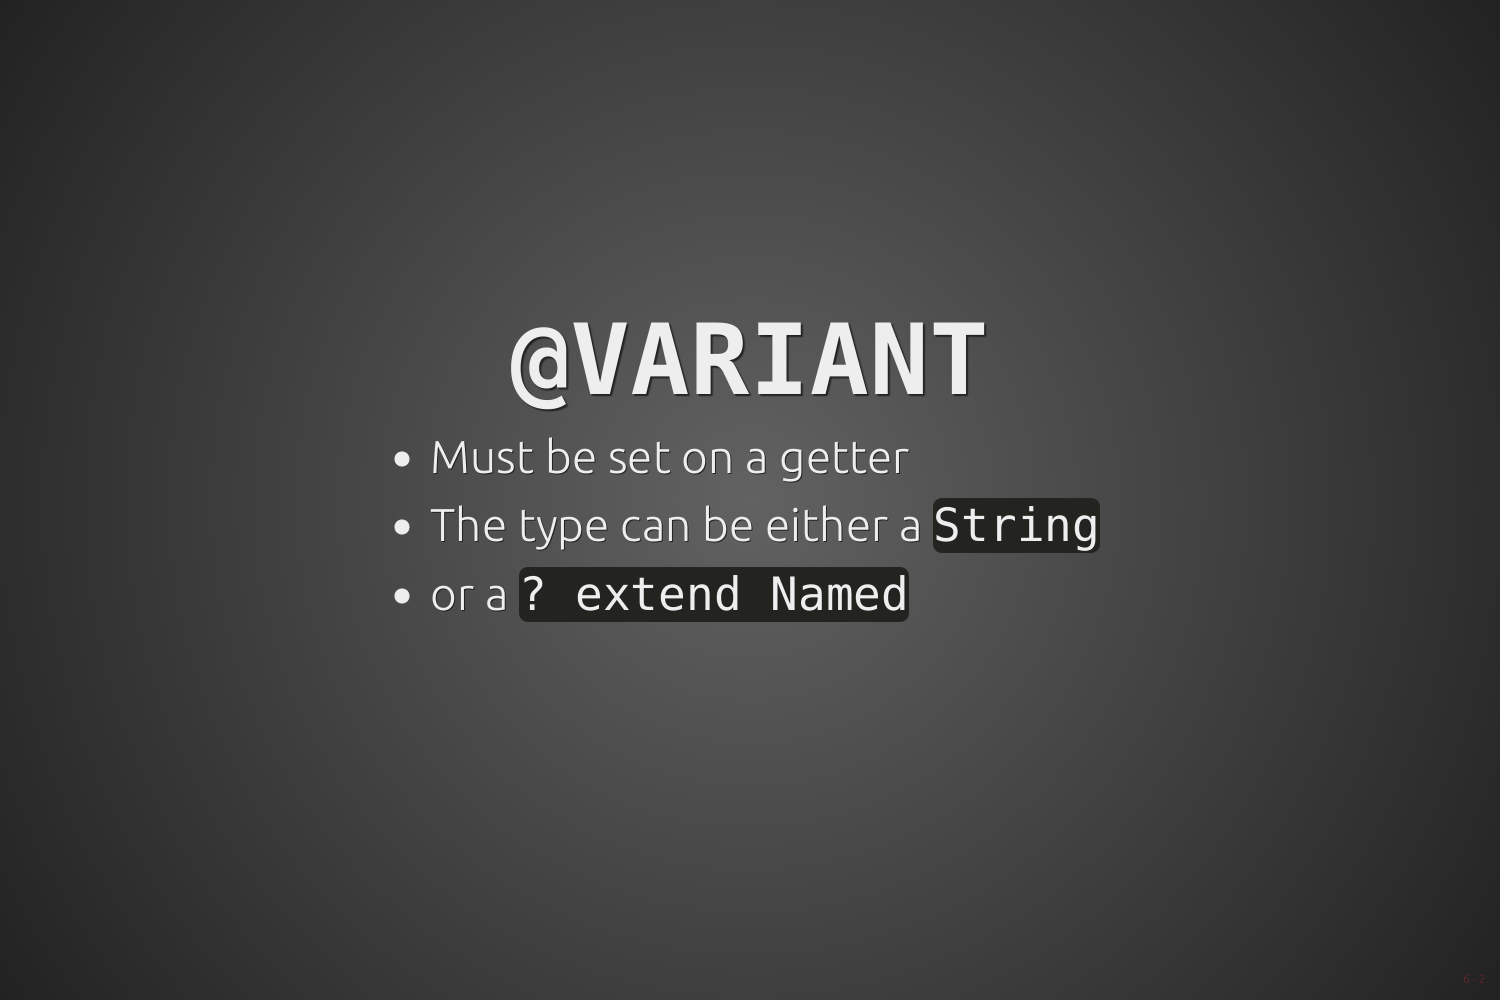 @VARIANT
• Must be set on a getter
• The type can be either a String
• or a ? extend Named
6-2